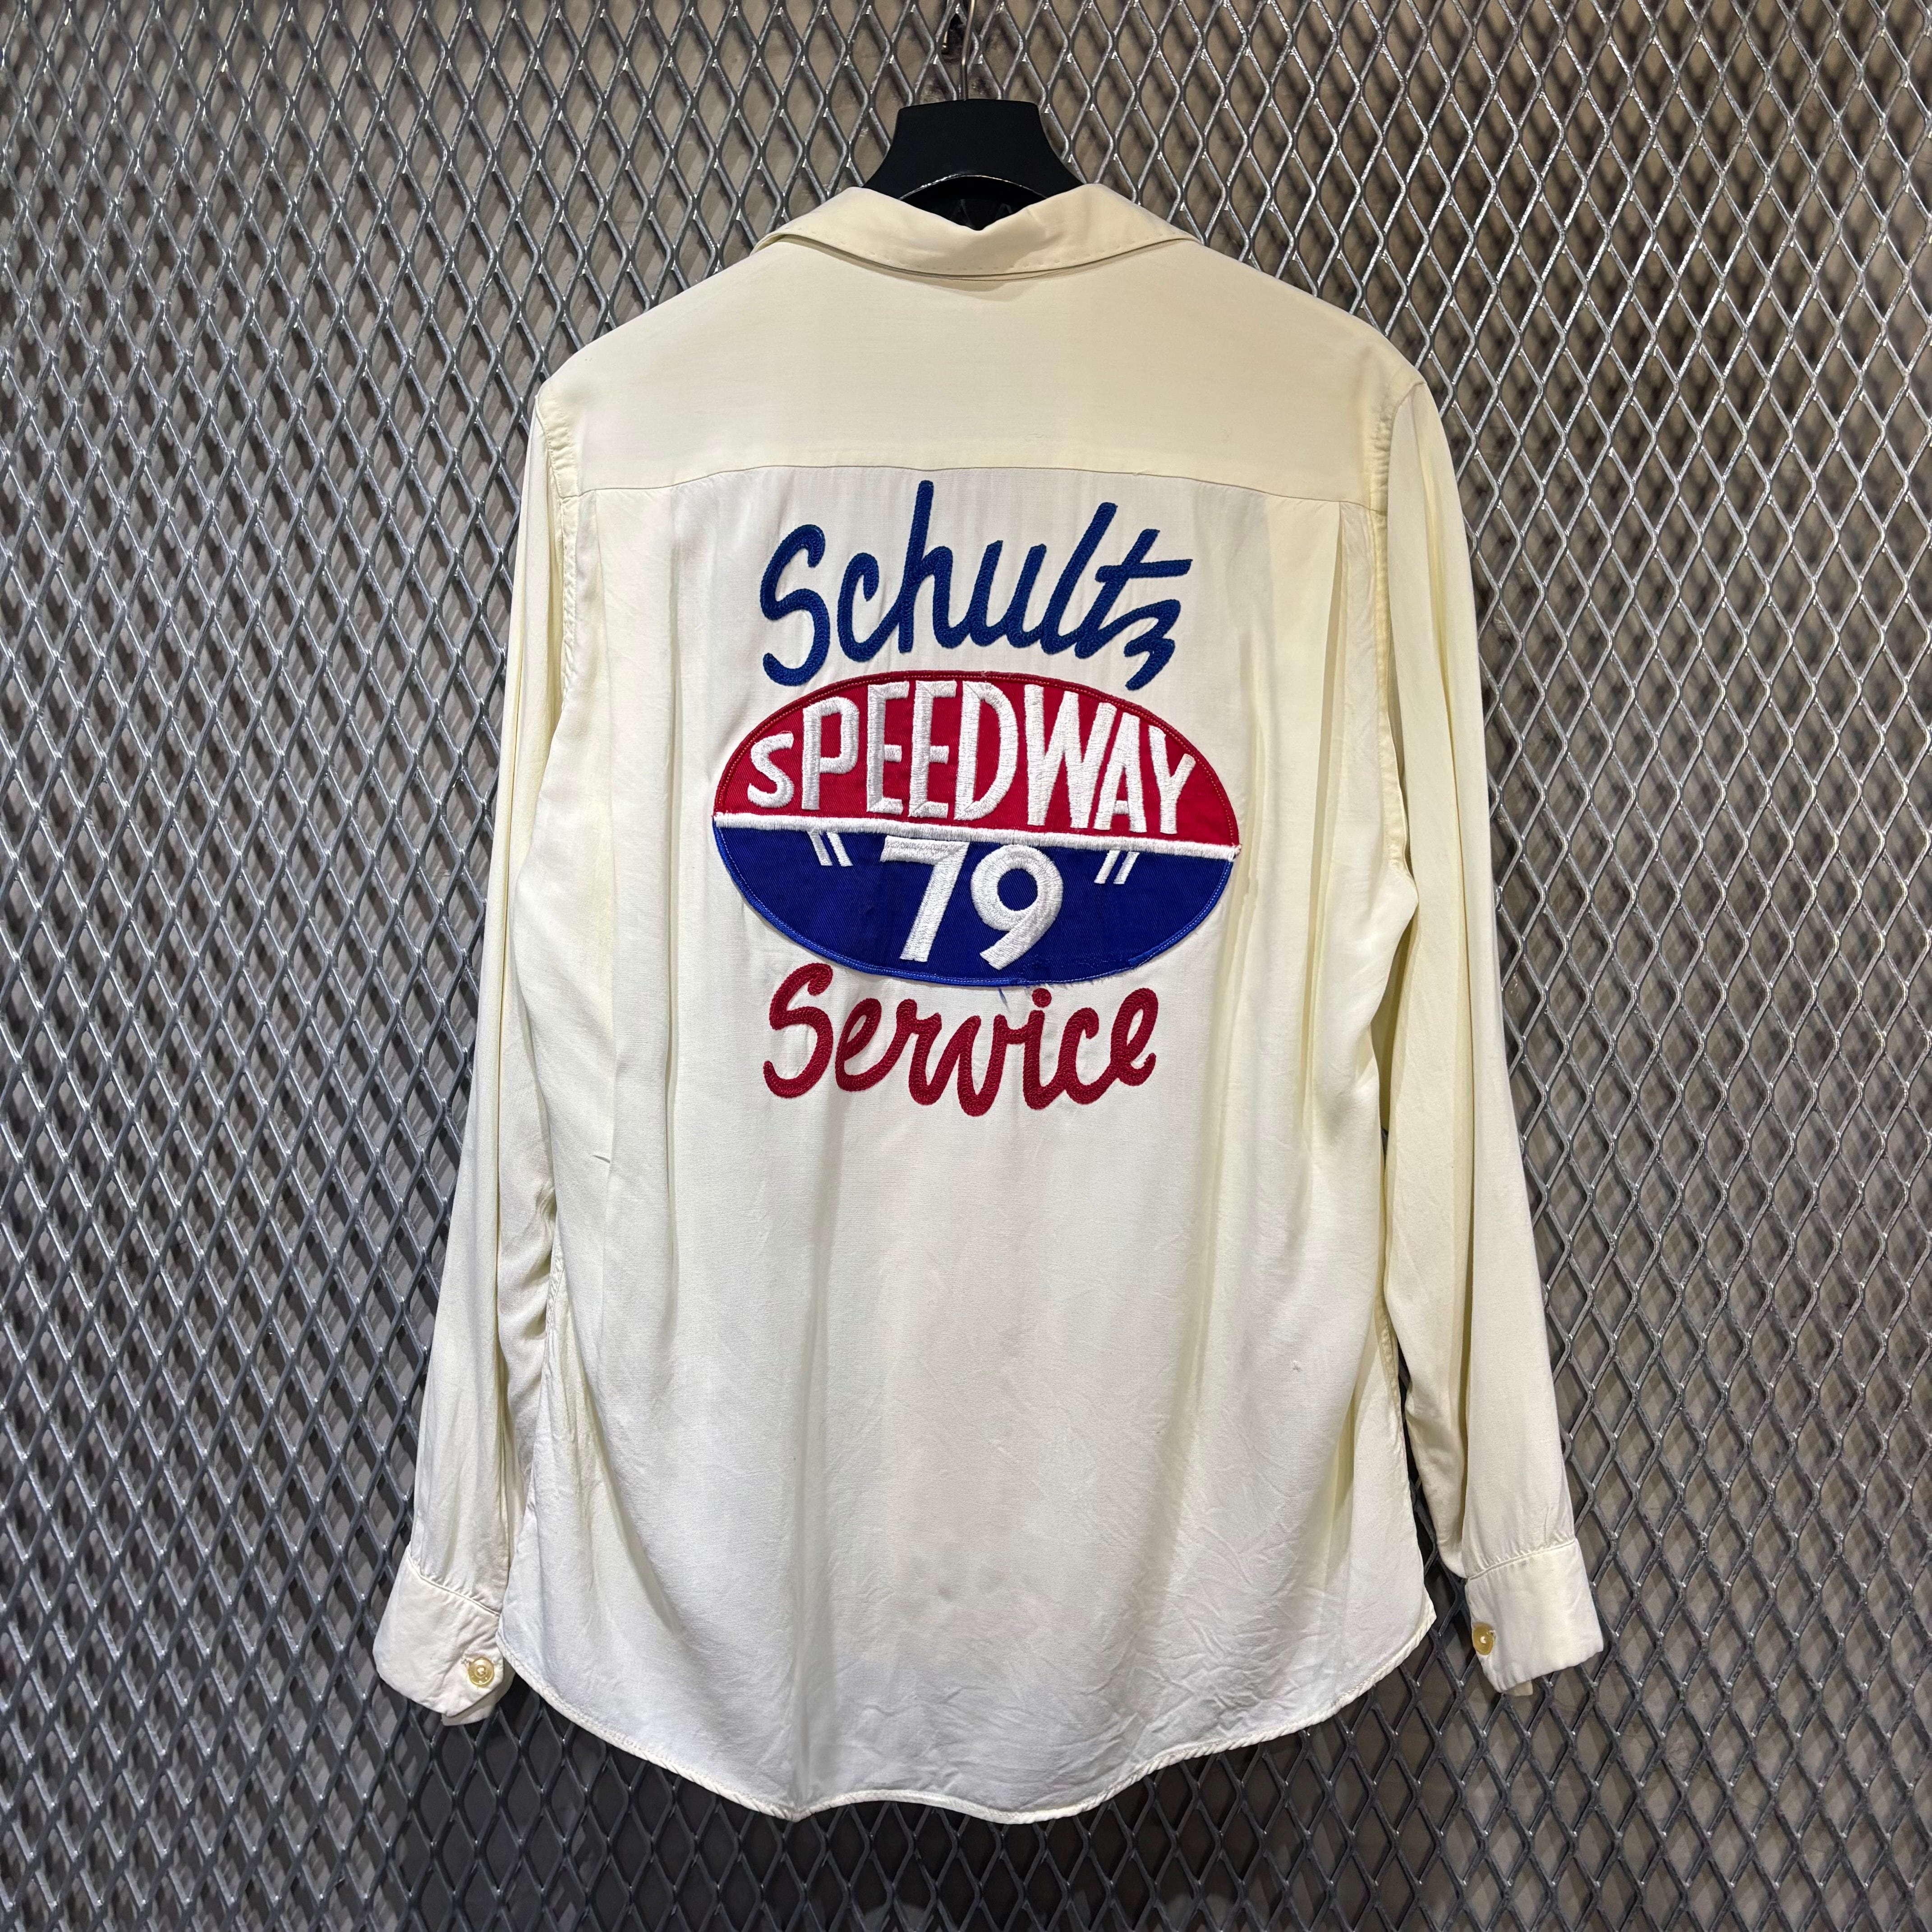 Schultz
SPEEDWAY
"79"
Service